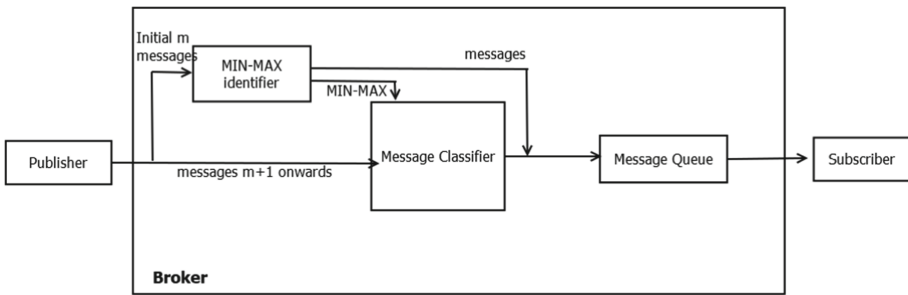 Initial m
messages
MIN-MAX
identifier
messages
MIN-MAX
Publisher
Message Classifier
Message Queue
Subscriber
messages m+1 onwards
Broker